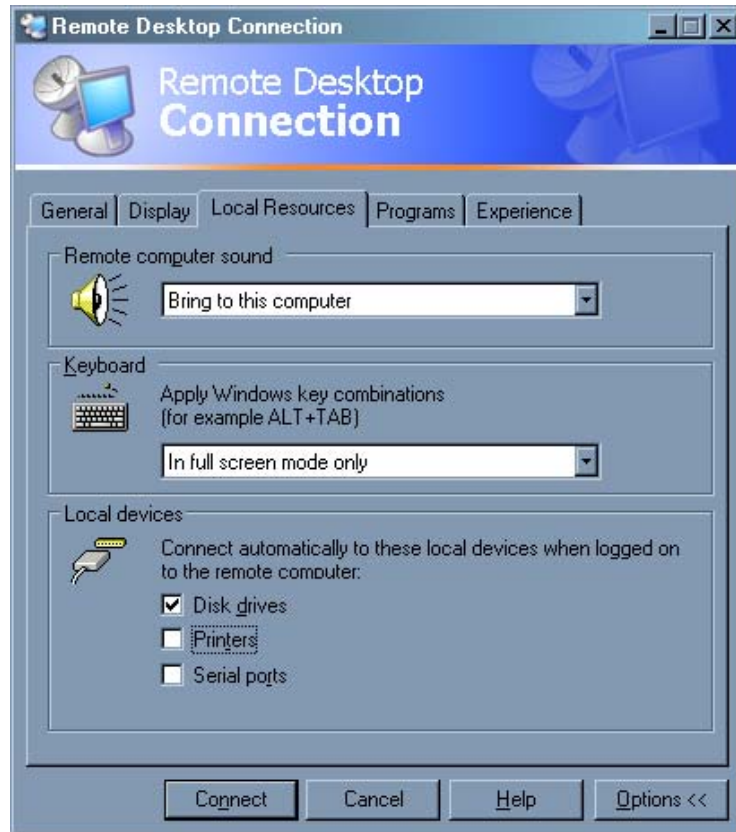 Remote Desktop Connection
Remote Desktop
Connection
General Display Local Resources Programs Experience
Remote computer sound
Bring to this computer
Keyboard
Apply Windows key combinations
(for example ALT+TAB)
In full screen mode only
Local devices
Connect automatically to these local devices when logged on
to the remote computer:
Disk drives
Printers
Serial ports
Connect Cancel Help Options <<